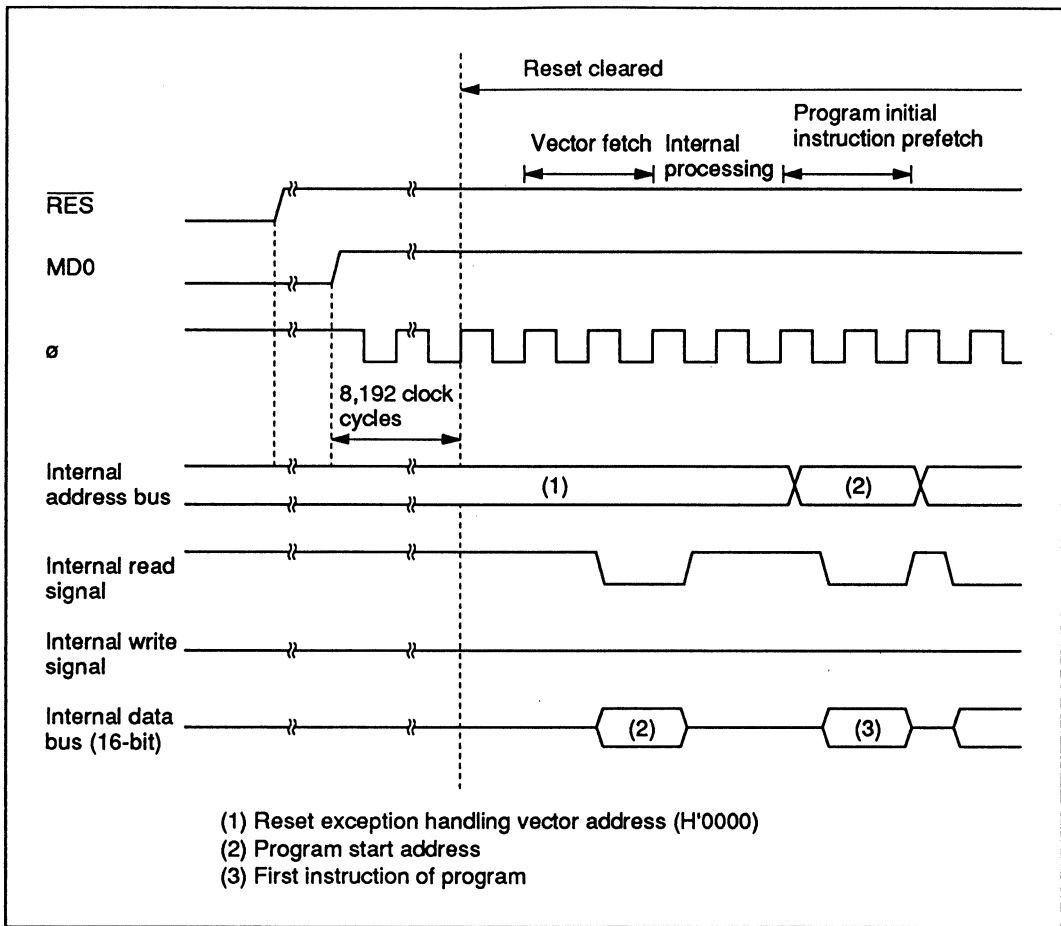 Reset cleared
Program initial
instruction prefetch
Vector fetch
Internal
processing
RES
MD0
ø
8,192 clock
cycles
Internal
address bus
(1)
(2)
Internal read
signal
Internal write
signal
Internal data
bus (16-bit)
(2)
(3)
(1) Reset exception handling vector address (H'0000)
(2) Program start address
(3) First instruction of program